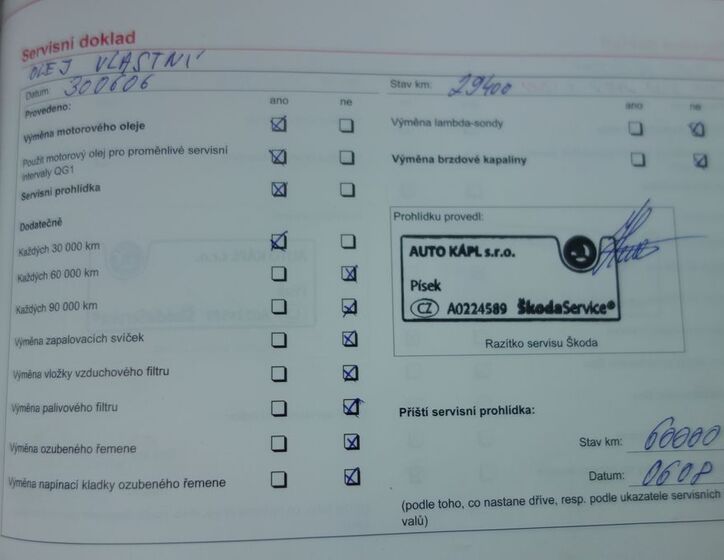 Servisní doklad
OLEJ VLASTNÍ
Datum: 300606
Stav km: 29400
Provedeno:
ano ne
ano ne
Výměna motorového oleje
Výměna lambda-sondy
Použit motorový olej pro proměnlivé servisní
intervaly QG1
Výměna brzdové kapaliny
Servisní prohlídka
Dodatečně
Každých 30 000 km
Každých 60 000 km
Každých 90 000 km
Výměna zapalovacích svíček
Výměna vložky vzduchového filtru
Výměna palivového filtru
Výměna ozubeného řemene
Výměna napínací kladky ozubeného řemene
Prohlídku provedl:
AUTO KÁPL s.r.o.
Písek
CZ A0224589 ŠkodaService®
Razítko servisu Škoda
Příští servisní prohlídka:
Stav km: 60000
Datum: 0608
(podle toho, co nastane dříve, resp. podle ukazatele servisních
valů)